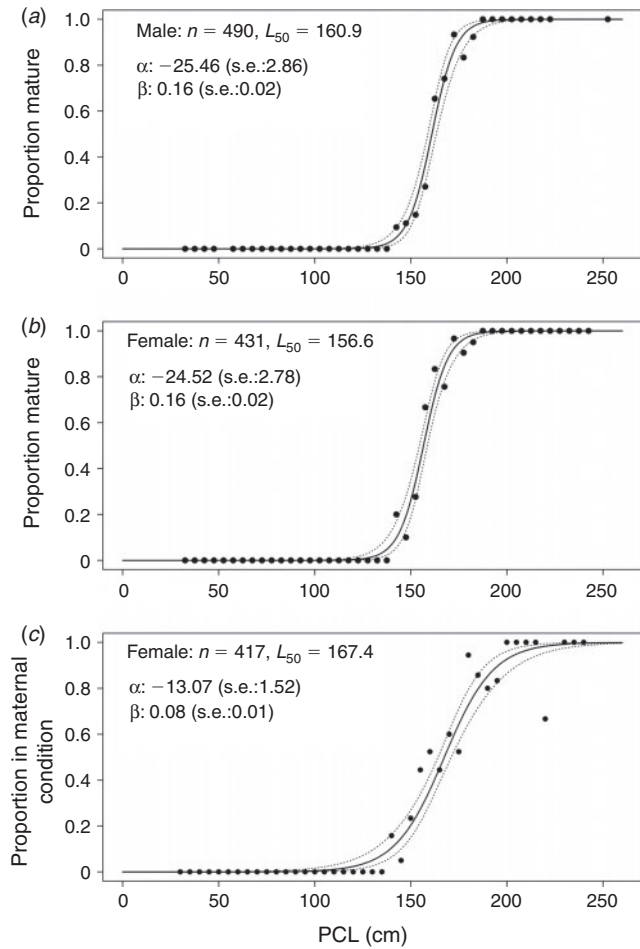 (a)
Male: n = 490, L50 = 160.9
α: −25.46 (s.e.:2.86)
β: 0.16 (s.e.:0.02)
Proportion mature
1.0
0.8
0.6
0.4
0.2
0
0 50 100 150 200 250
(b)
Female: n = 431, L50 = 156.6
α: −24.52 (s.e.:2.78)
β: 0.16 (s.e.:0.02)
Proportion mature
1.0
0.8
0.6
0.4
0.2
0
0 50 100 150 200 250
(c)
Female: n = 417, L50 = 167.4
α: −13.07 (s.e.:1.52)
β: 0.08 (s.e.:0.01)
Proportion in maternal
condition
1.0
0.8
0.6
0.4
0.2
0
0 50 100 150 200 250
PCL (cm)